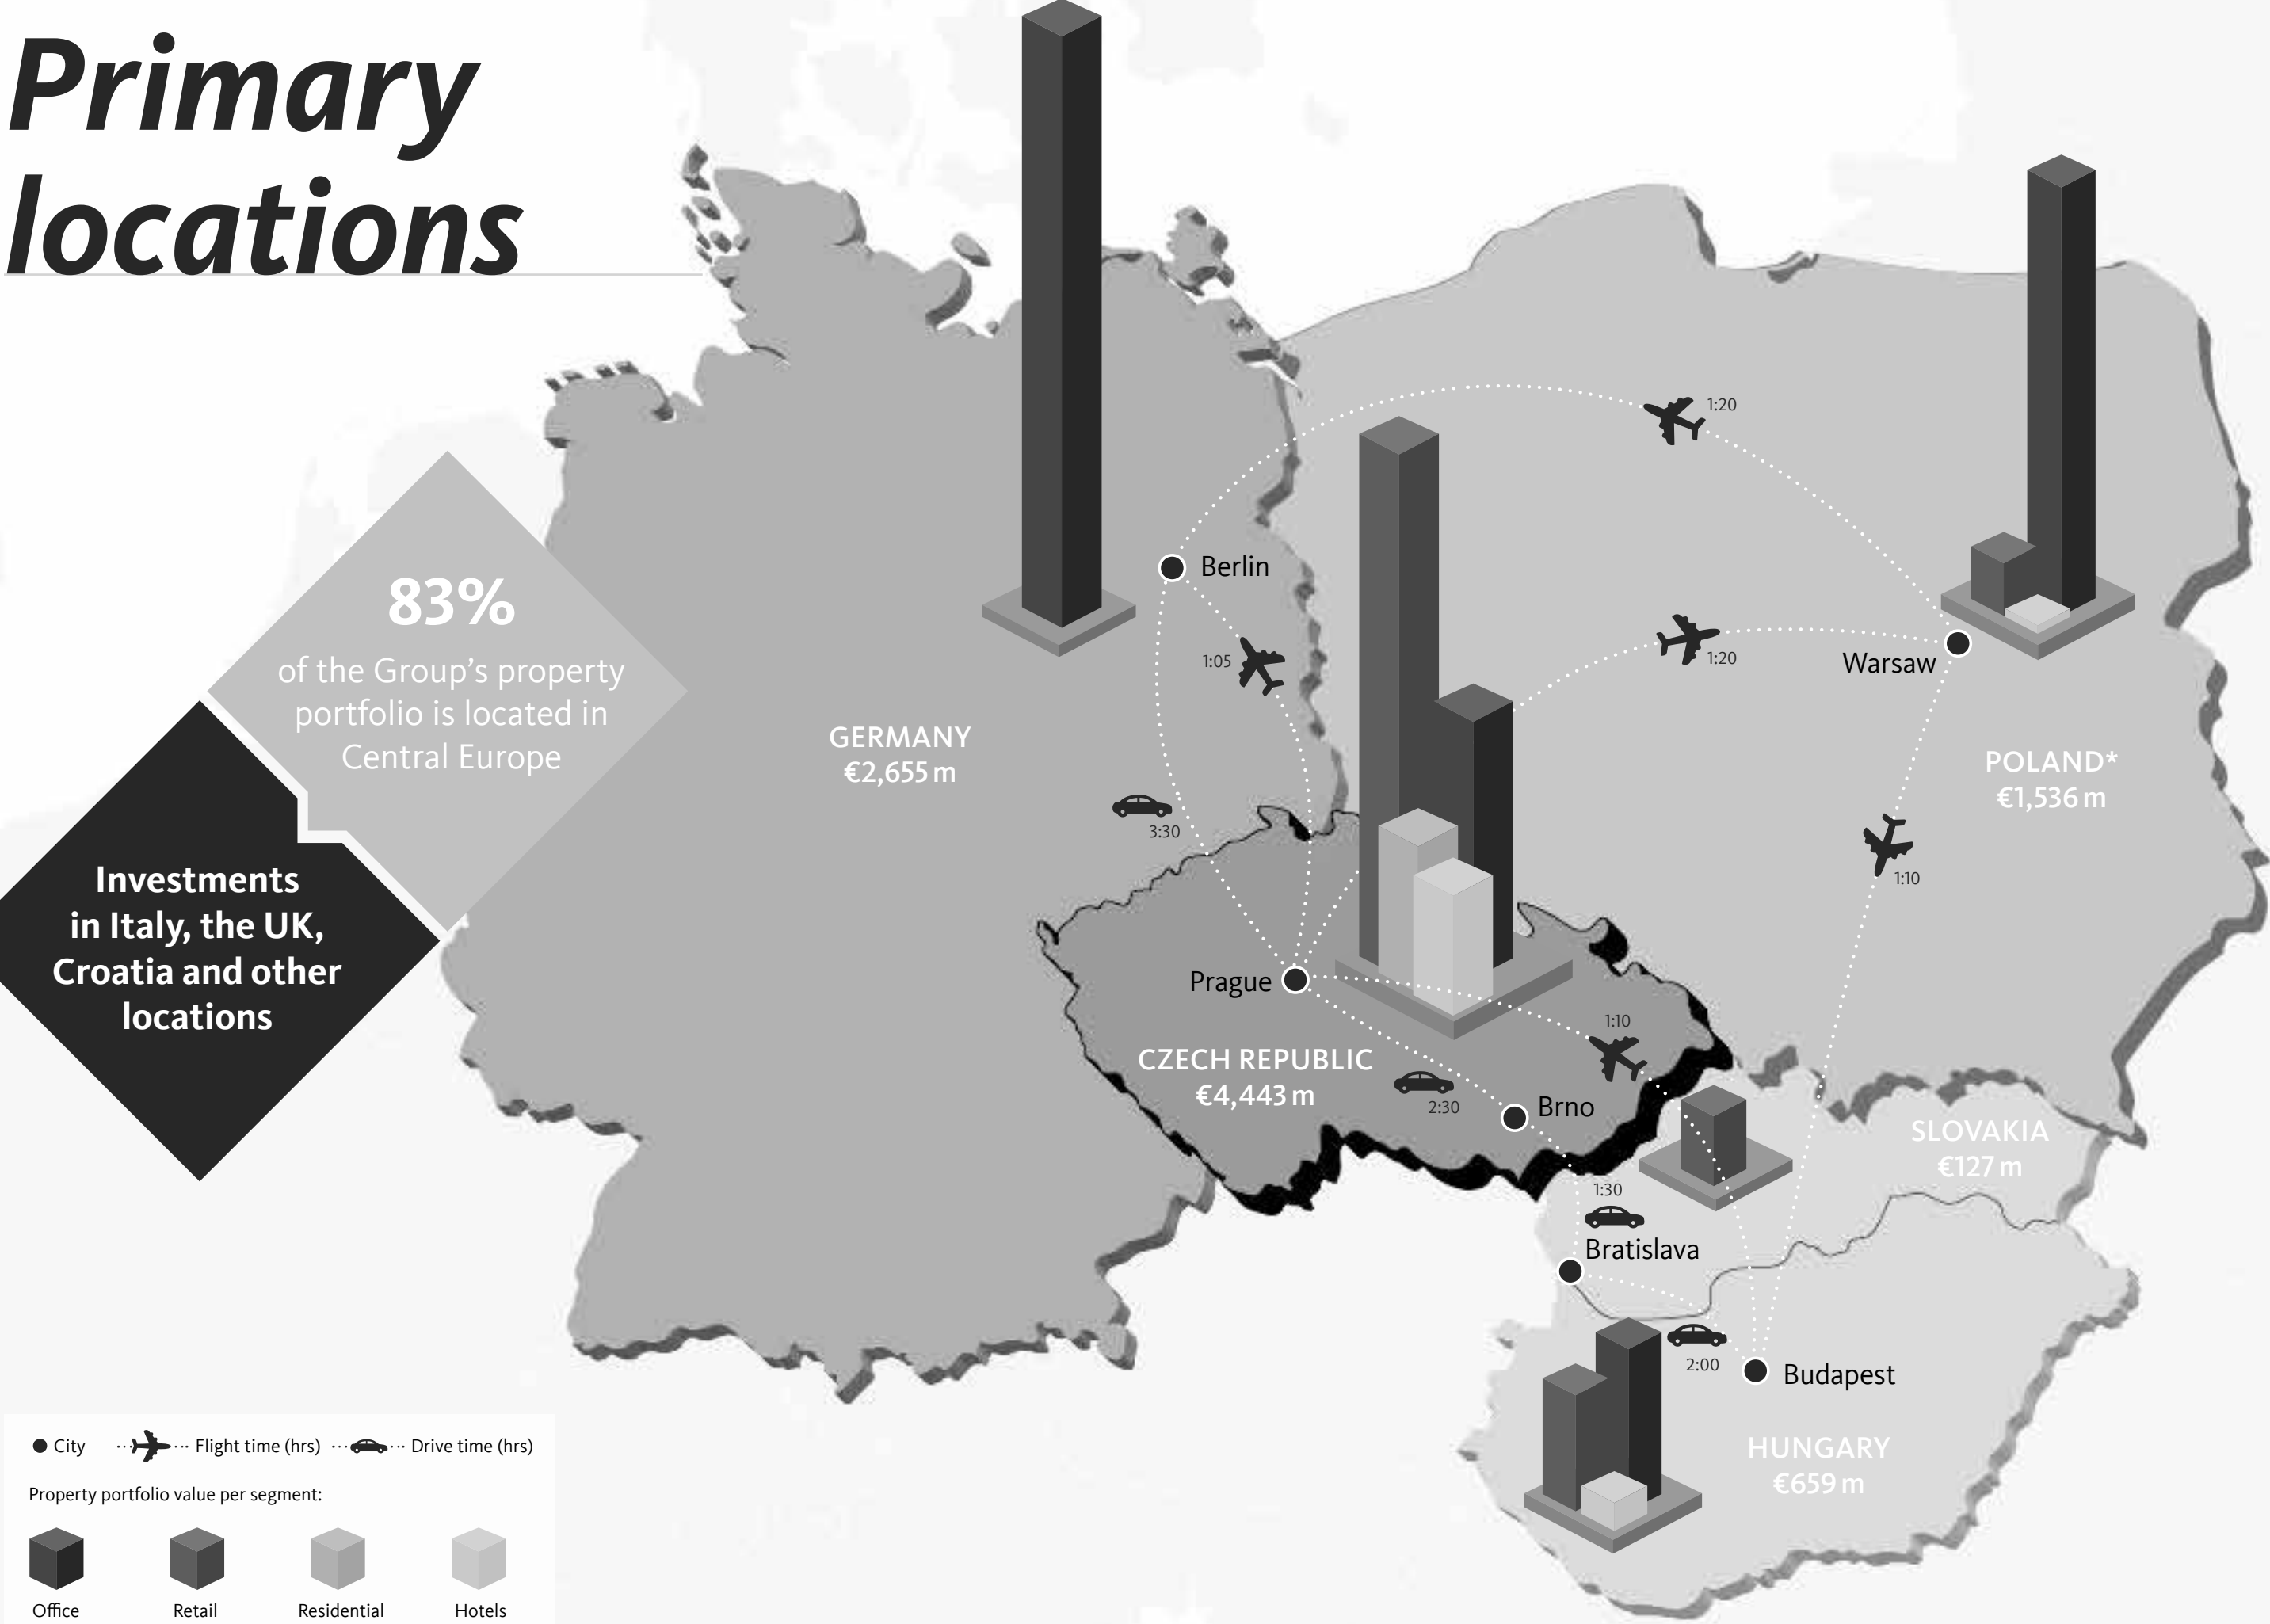 Primary
locations
83%
of the Group's property
portfolio is located in
Central Europe
Investments
in Italy, the UK,
Croatia and other
locations
1:20
Berlin
1:05
1:20
Warsaw
GERMANY
€2,655 m
POLAND*
€1,536 m
3:30
1:10
Prague
1:10
CZECH REPUBLIC
€4,443 m
2:30
Brno
SLOVAKIA
€127 m
1:30
Bratislava
2:00
Budapest
HUNGARY
€659 m
City
Flight time (hrs)
Drive time (hrs)
Property portfolio value per segment:
Office
Retail
Residential
Hotels